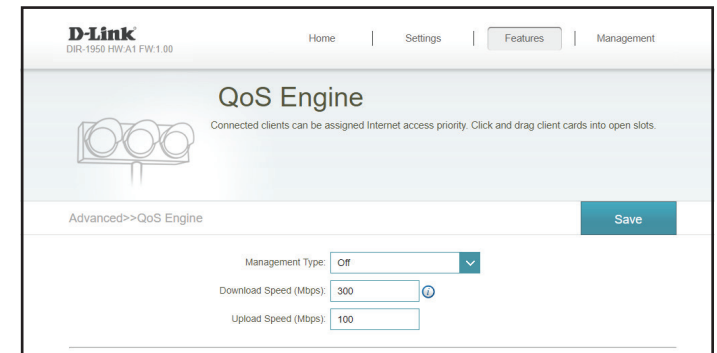 D-Link
DIR-1950 HW:A1 FW:1.00
Home | Settings | Features | Management
QoS Engine
Connected clients can be assigned Internet access priority. Click and drag client cards into open slots.
Advanced>>QoS Engine
Save
Management Type: Off
Download Speed (Mbps): 300
Upload Speed (Mbps): 100